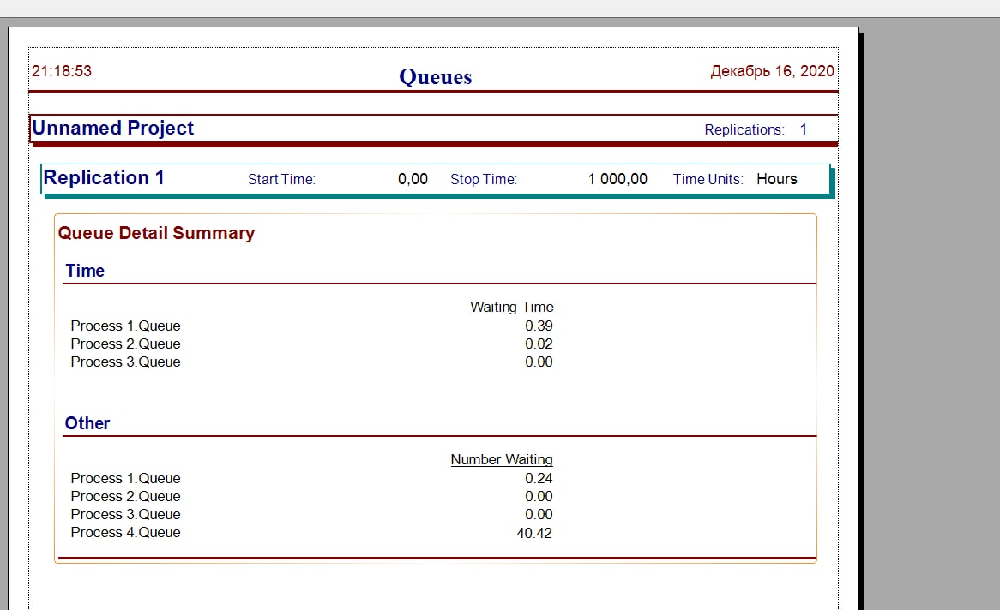 21:18:53 Queues Декабрь 16, 2020
Unnamed Project Replications: 1
Replication 1 Start Time: 0,00 Stop Time: 1 000,00 Time Units: Hours
Queue Detail Summary
Time
Waiting Time
Process 1.Queue 0.39
Process 2.Queue 0.02
Process 3.Queue 0.00
Other
Number Waiting
Process 1.Queue 0.24
Process 2.Queue 0.00
Process 3.Queue 0.00
Process 4.Queue 40.42